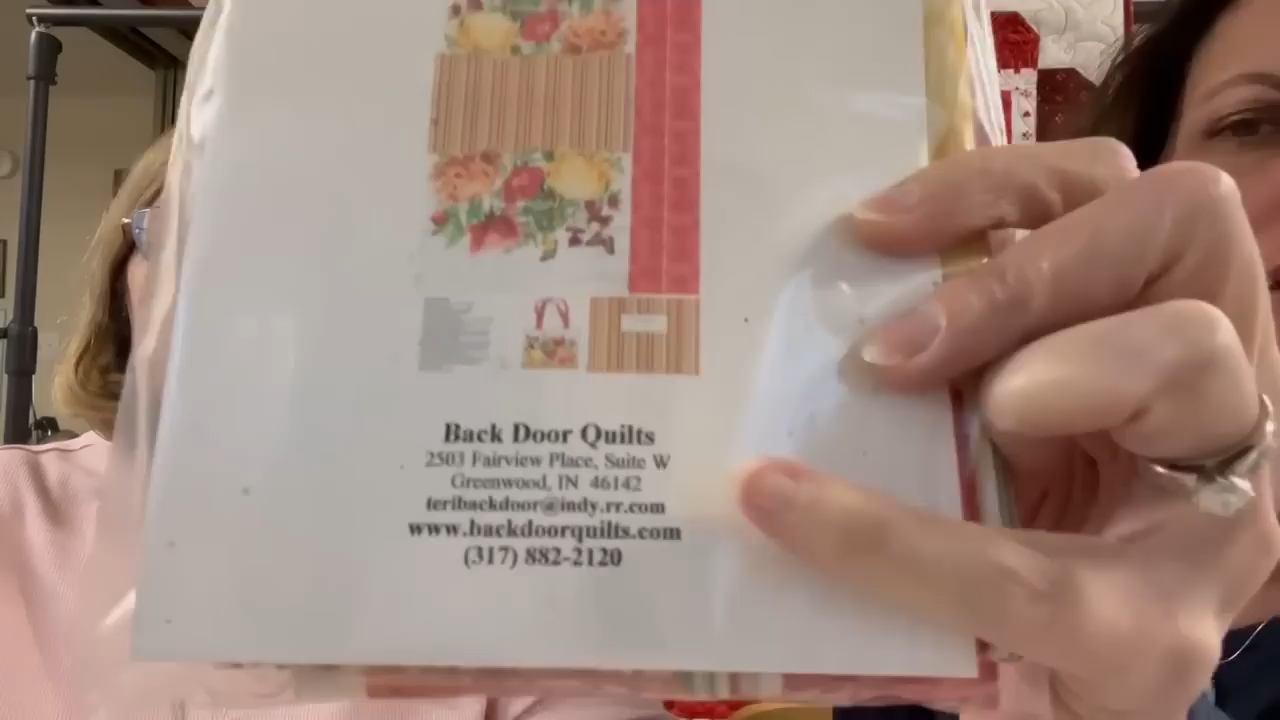 Back Door Quilts
2503 Fairview Place, Suite W
Greenwood, IN 46142
teribackdoor@indy.rr.com
www.backdoorquilts.com
(317) 882-2120